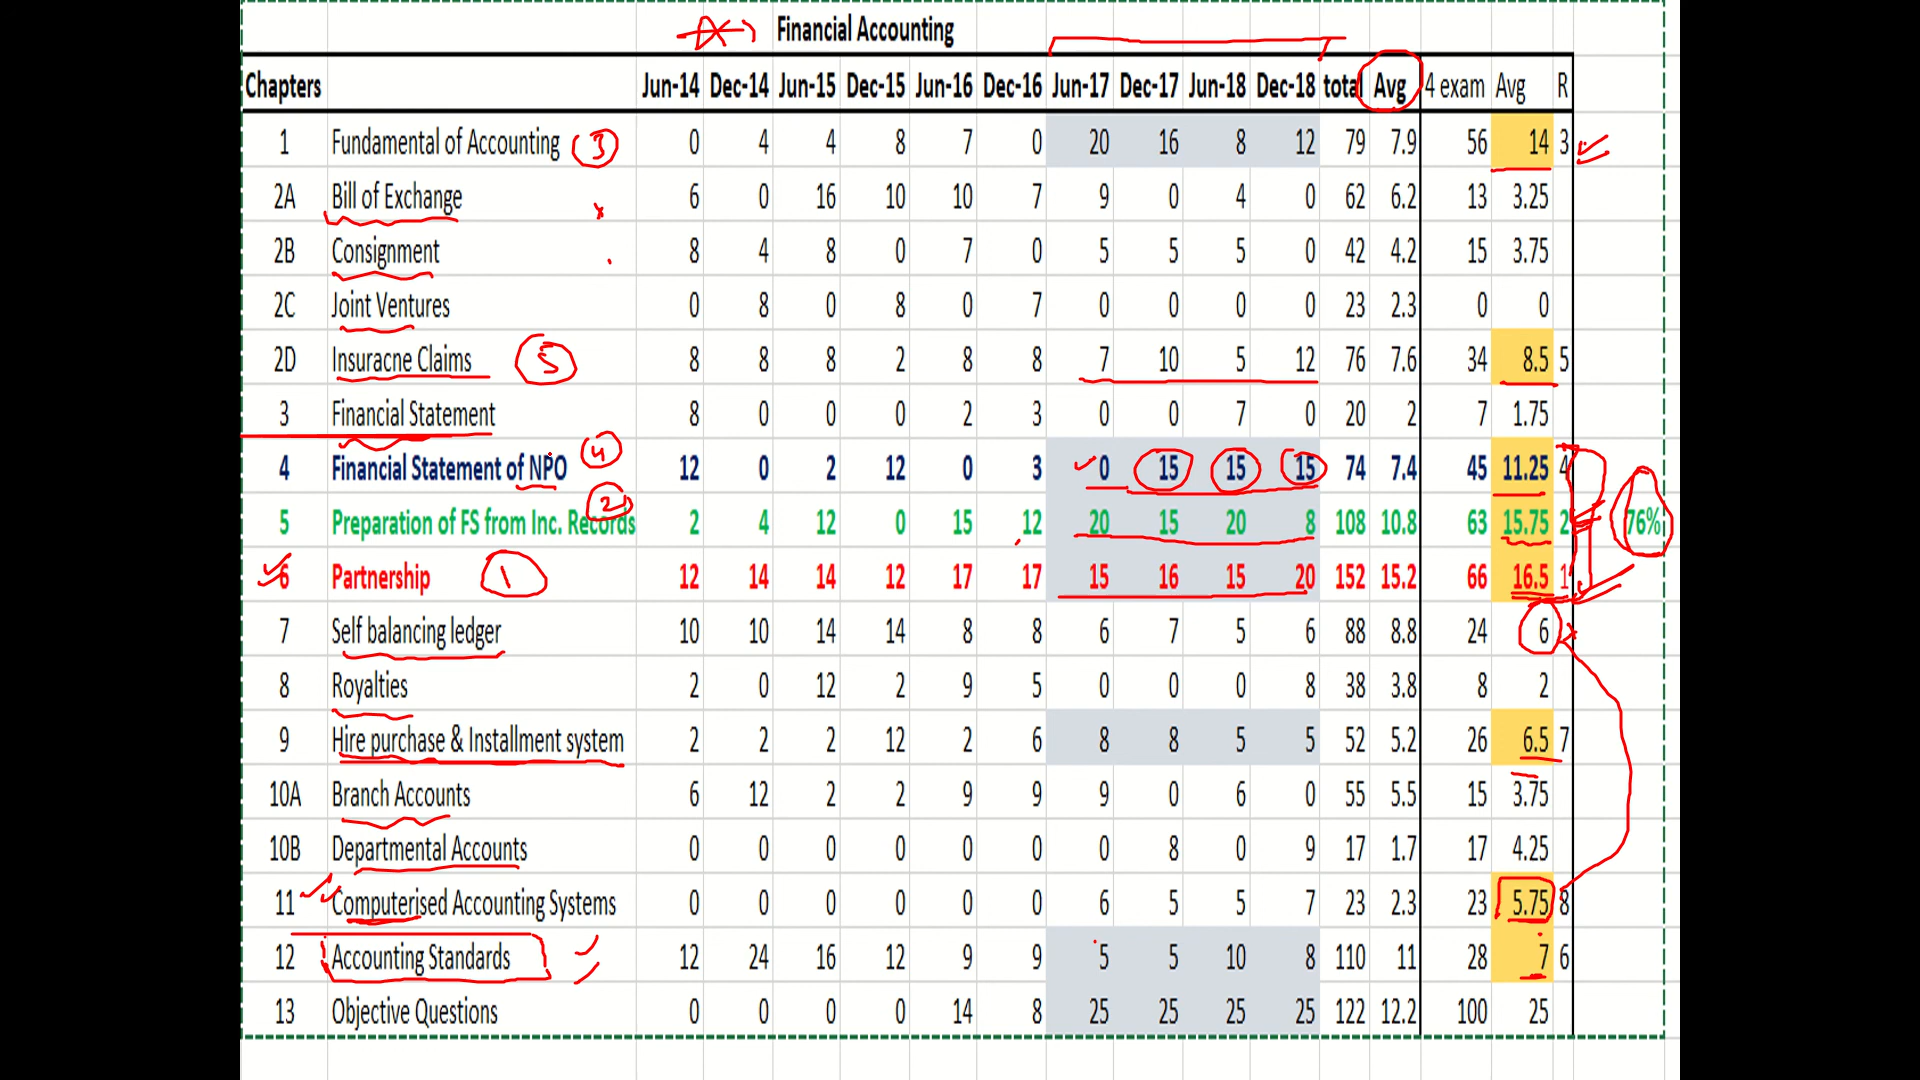 Financial Accounting
Chapters Jun-14 Dec-14 Jun-15 Dec-15 Jun-16 Dec-16 Jun-17 Dec-17 Jun-18 Dec-18 total Avg 4 exam Avg R
1 Fundamental of Accounting 3 0 4 4 8 7 0 20 16 8 12 79 7.9 56 14 3
2A Bill of Exchange 6 0 16 10 10 7 9 0 4 0 62 6.2 13 3.25
2B Consignment 8 4 8 0 7 0 5 5 5 0 42 4.2 15 3.75
2C Joint Ventures 0 8 0 8 0 7 0 0 0 0 23 2.3 0 0
2D Insuracne Claims 5 8 8 8 2 8 8 7 10 5 12 76 7.6 34 8.5 5
3 Financial Statement 8 0 0 0 2 3 0 0 7 0 20 2 7 1.75
4 Financial Statement of NPO 4 12 0 2 12 0 3 0 15 15 15 74 7.4 45 11.25 4
5 Preparation of FS from Inc. Records 2 2 4 12 0 15 12 20 15 20 8 108 10.8 63 15.75 2 76%
6 Partnership 1 12 14 14 12 17 17 15 16 15 20 152 15.2 66 16.5 1
7 Self balancing ledger 10 10 14 14 8 8 6 7 5 6 88 8.8 24 6
8 Royalties 2 0 12 2 9 5 0 0 0 8 38 3.8 8 2
9 Hire purchase & Installment system 2 2 2 12 2 6 8 8 5 5 52 5.2 26 6.5 7
10A Branch Accounts 6 12 2 2 9 9 9 0 6 0 55 5.5 15 3.75
10B Departmental Accounts 0 0 0 0 0 0 0 8 0 9 17 1.7 17 4.25
11 Computerised Accounting Systems 0 0 0 0 0 0 6 5 5 7 23 2.3 23 5.75 8
12 Accounting Standards 12 24 16 12 9 9 5 5 10 8 110 11 28 7 6
13 Objective Questions 0 0 0 0 14 8 25 25 25 25 122 12.2 100 25